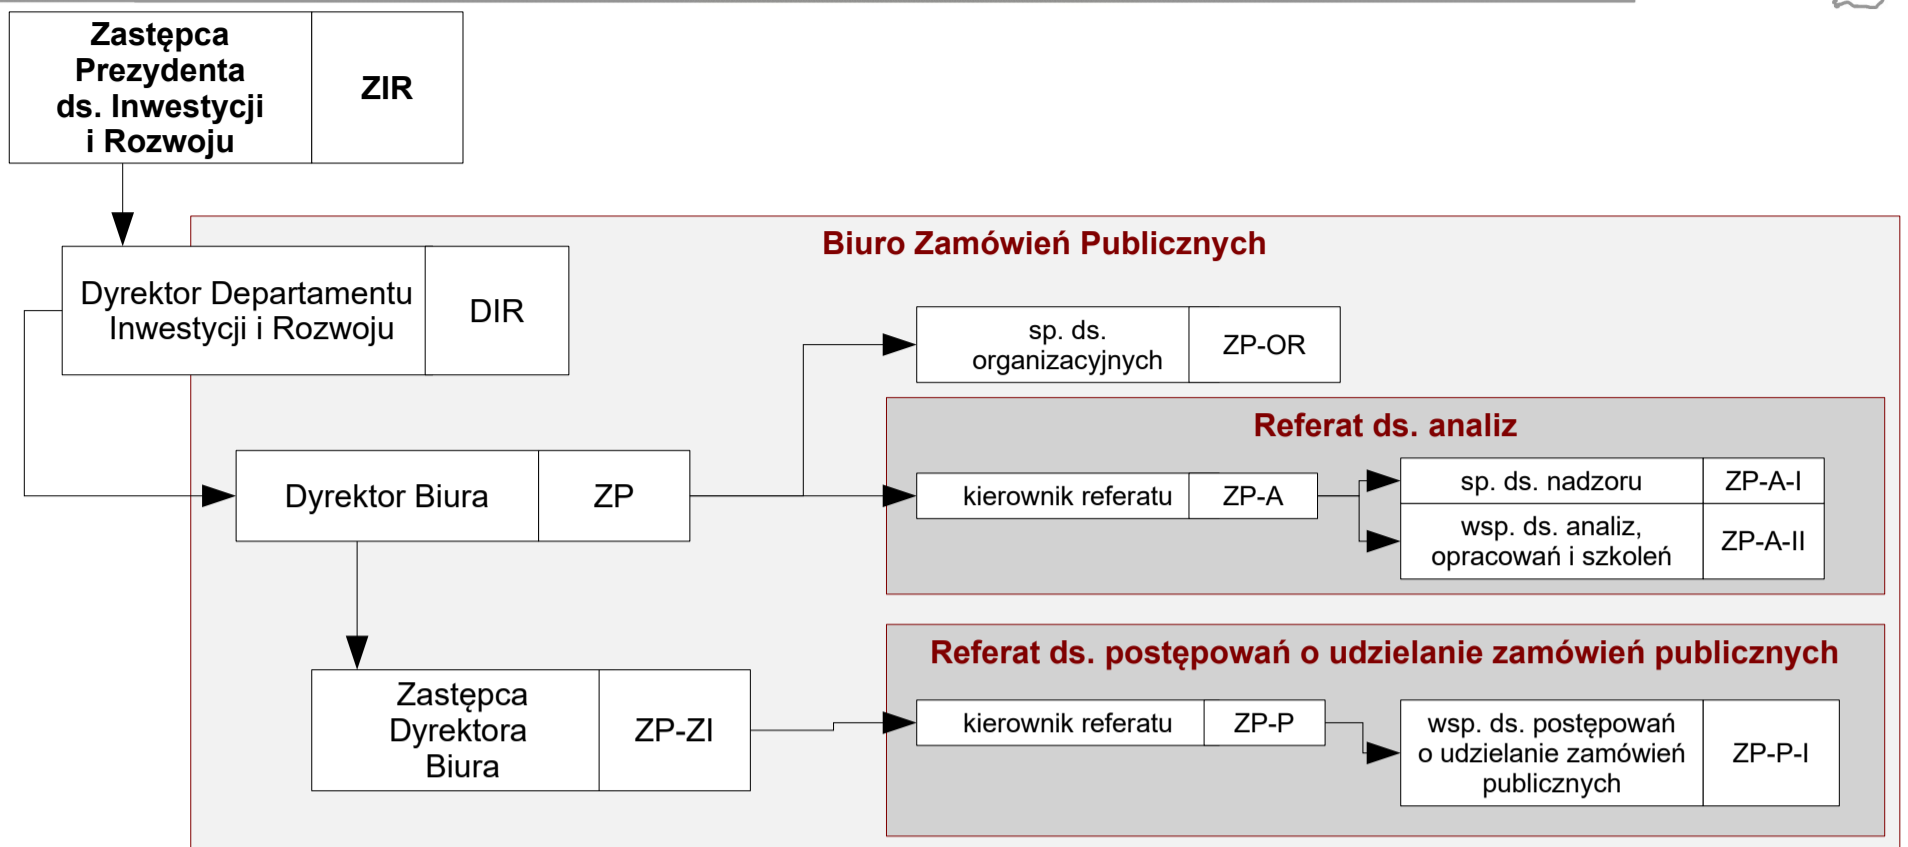 Zastępca
Prezydenta
ds. Inwestycji
i Rozwoju
ZIR
Biuro Zamówień Publicznych
Dyrektor Departamentu
Inwestycji i Rozwoju
DIR
sp. ds.
organizacyjnych
ZP-OR
Referat ds. analiz
Dyrektor Biura
ZP
kierownik referatu
ZP-A
sp. ds. nadzoru
ZP-A-I
wsp. ds. analiz,
opracowań i szkoleń
ZP-A-II
Referat ds. postępowań o udzielanie zamówień publicznych
Zastępca
Dyrektora
Biura
ZP-ZI
kierownik referatu
ZP-P
wsp. ds. postępowań
o udzielanie zamówień
publicznych
ZP-P-I